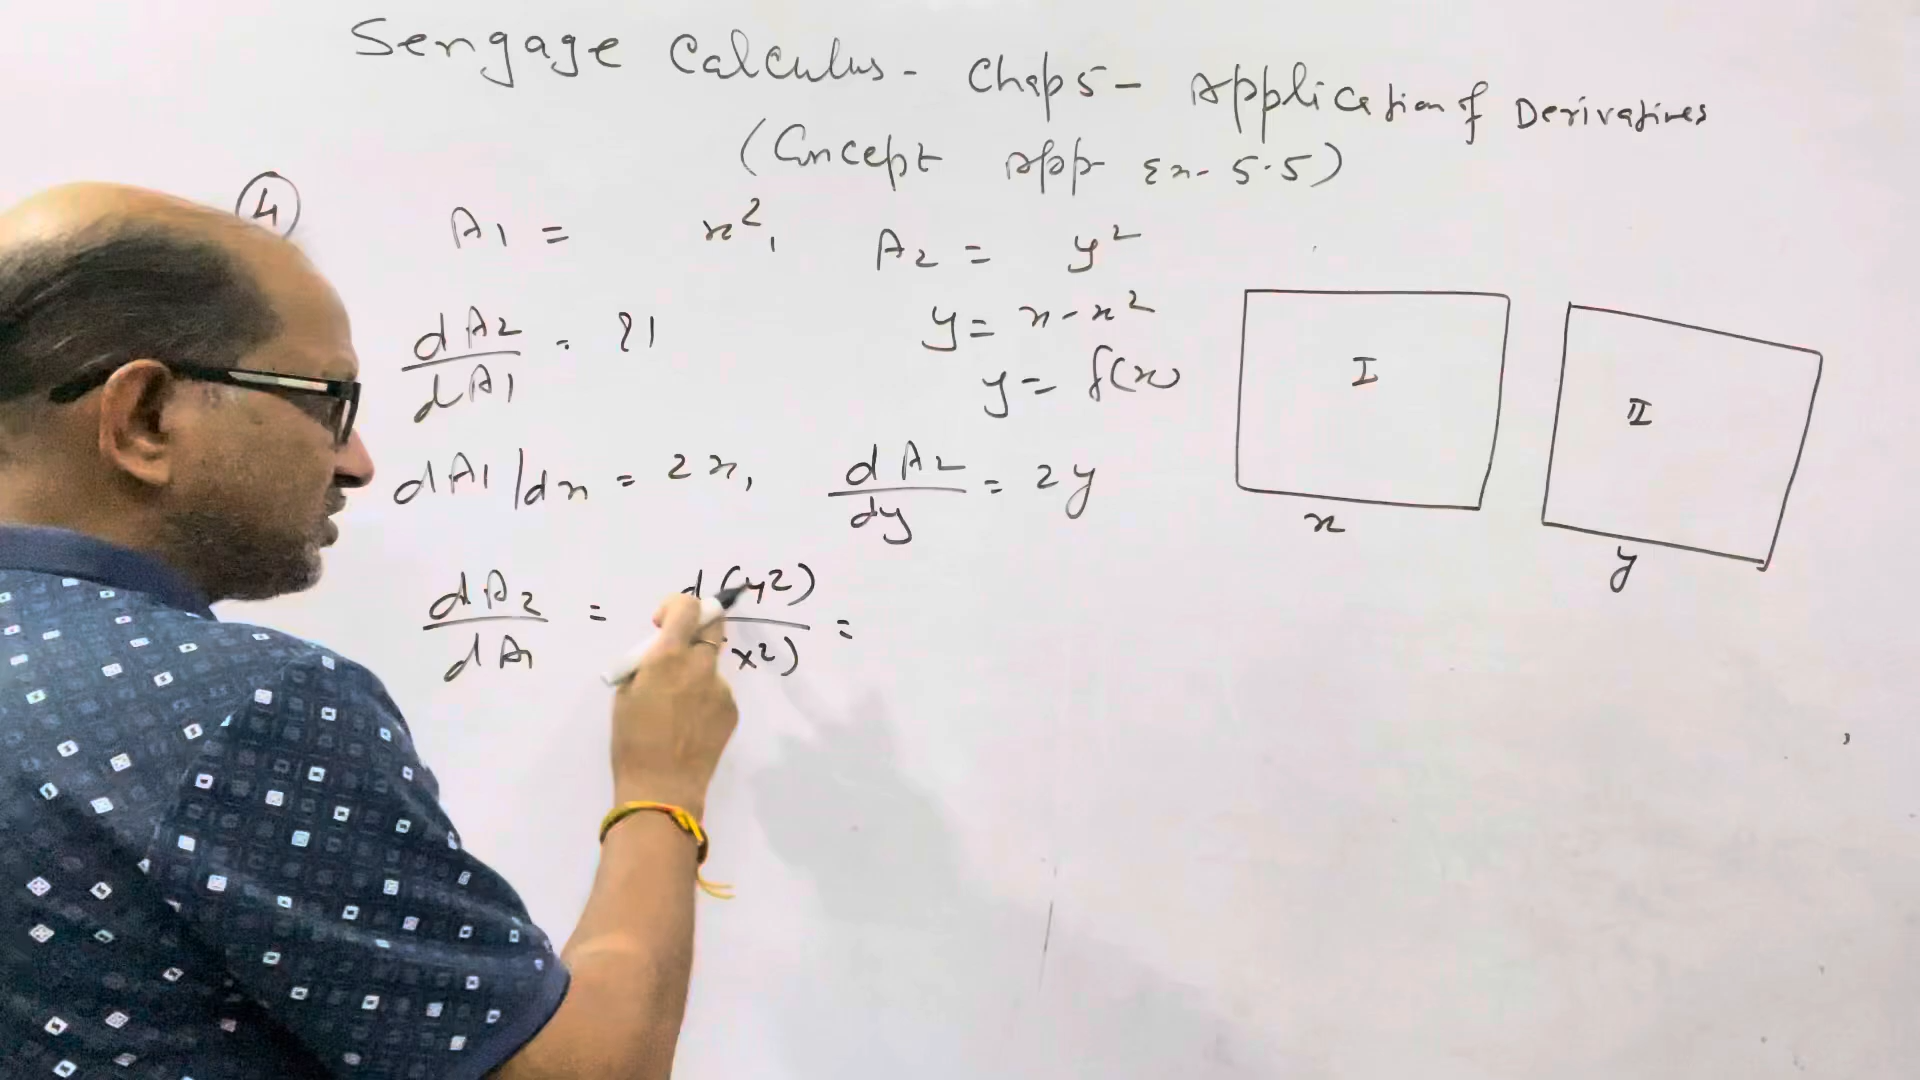 Sengage Calculus - Chap 5 - Application of Derivatives
(Concept App Ex- 5.5)
4
A1 = x², A2 = y²
dA2/dA1 = ?1
y = x - x²
y = f(x)
dA1/dx = 2x, dA2/dy = 2y
dA2/dA1 = d(y2)/x2) =
I
x
II
y